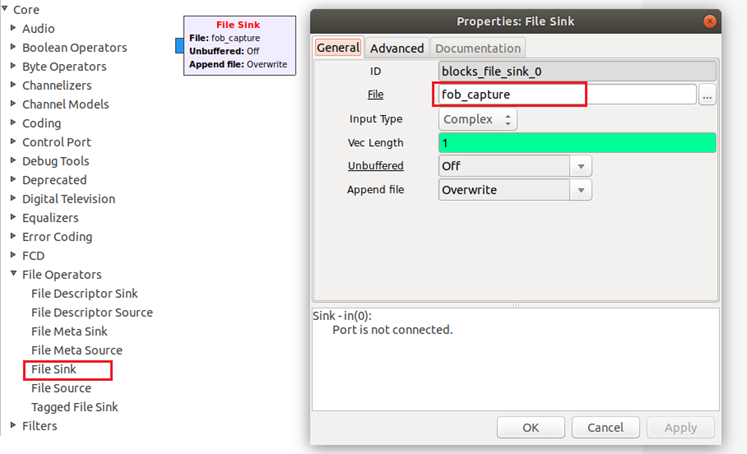 Core
Audio
Boolean Operators
Byte Operators
Channelizers
Channel Models
Coding
Control Port
Debug Tools
Deprecated
Digital Television
Equalizers
Error Coding
FCD
File Operators
File Descriptor Sink
File Descriptor Source
File Meta Sink
File Meta Source
File Sink
File Source
Tagged File Sink
Filters
File Sink
File: fob_capture
Unbuffered: Off
Append file: Overwrite
Properties: File Sink
General Advanced Documentation
ID blocks_file_sink_0
File fob_capture ...
Input Type Complex
Vec Length 1
Unbuffered Off
Append file Overwrite
Sink - in(0):
Port is not connected.
OK Cancel Apply